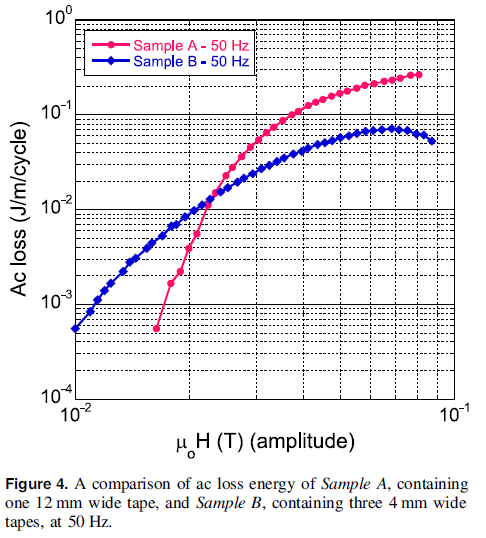 10⁰
Sample A - 50 Hz
Sample B - 50 Hz
10⁻¹
10⁻²
10⁻³
10⁻⁴
Ac loss (J/m/cycle)
10⁻² 10⁻¹
μₒH (T) (amplitude)
Figure 4. A comparison of ac loss energy of Sample A, containing
one 12 mm wide tape, and Sample B, containing three 4 mm wide
tapes, at 50 Hz.